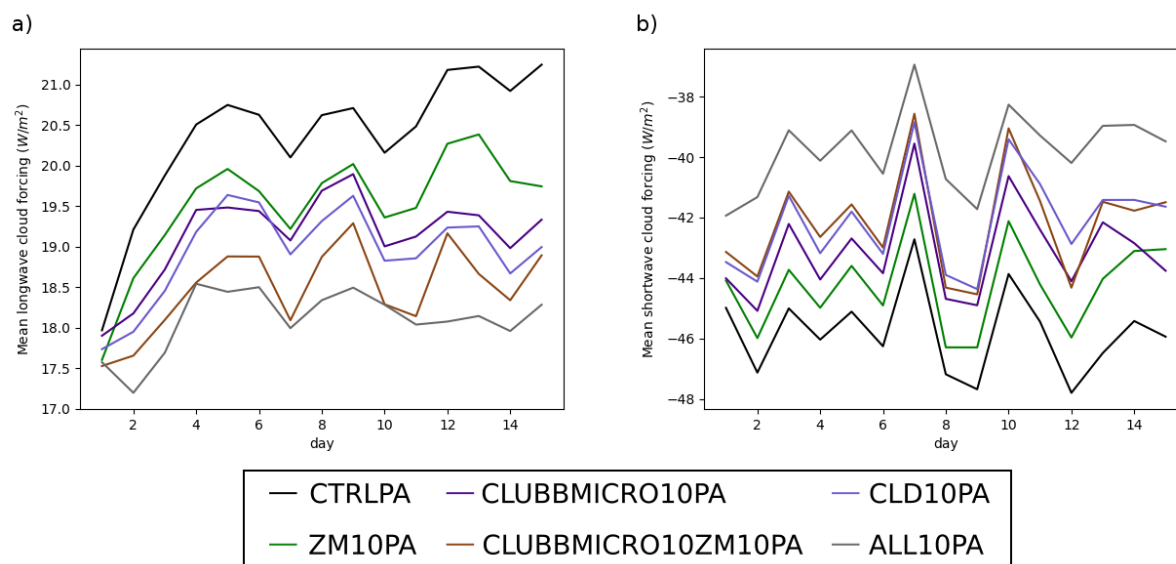 a)
Mean longwave cloud forcing (W/m²)
21.0
20.5
20.0
19.5
19.0
18.5
18.0
17.5
17.0
2 4 6 8 10 12 14
day
b)
Mean shortwave cloud forcing (W/m²)
−38
−40
−42
−44
−46
−48
2 4 6 8 10 12 14
day
CTRLPA CLUBBMICRO10PA CLD10PA
ZM10PA CLUBBMICRO10ZM10PA ALL10PA